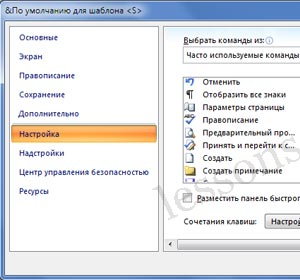 &По умолчанию для шаблона <S>
Основные
Экран
Правописание
Сохранение
Дополнительно
Настройка
Надстройки
Центр управления безопасностью
Ресурсы
Выбрать команды из:
Часто используемые команды
Отменить
Отобразить все знаки
Параметры страницы
Правописание
Предварительный про...
Принять и перейти к с...
Создать
Создать примечание
Разместить панель быстрог
Сочетания клавиш: Настрой
lessons